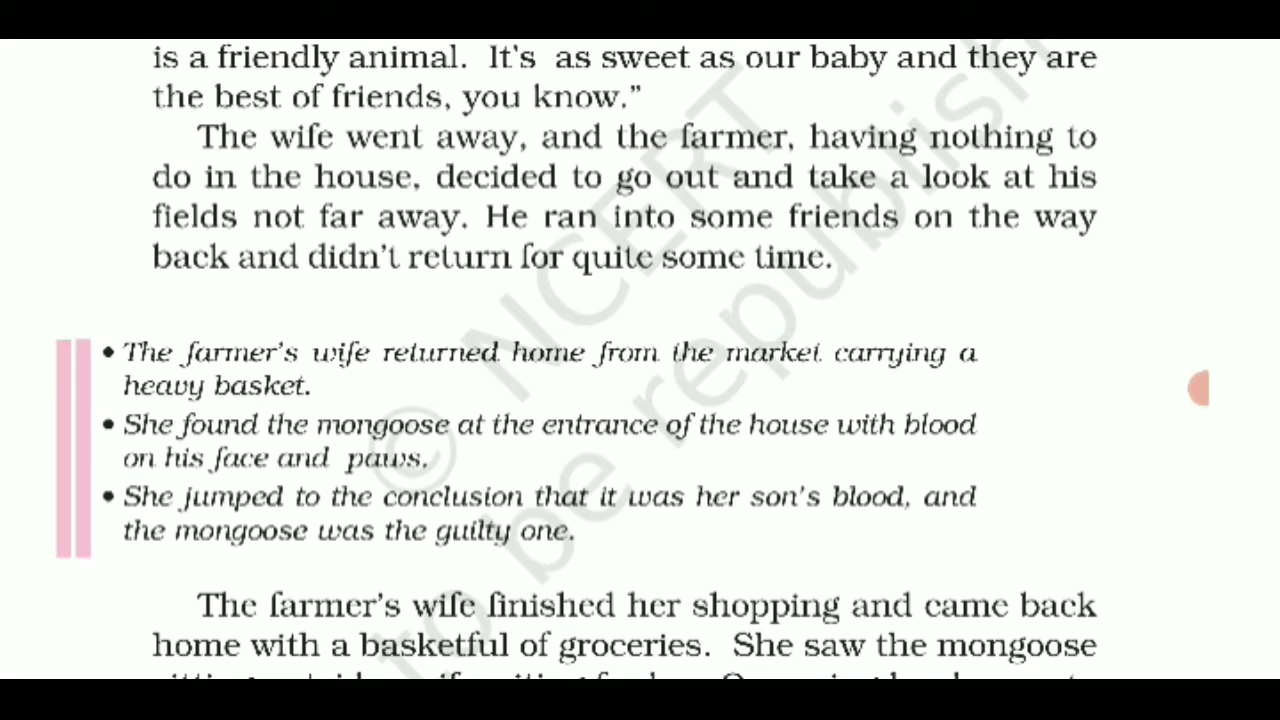 is a friendly animal. It's as sweet as our baby and they are
the best of friends, you know.”
The wife went away, and the farmer, having nothing to
do in the house, decided to go out and take a look at his
fields not far away. He ran into some friends on the way
back and didn’t return for quite some time.
• The farmer’s wife returned home from the market carrying a
heavy basket.
• She found the mongoose at the entrance of the house with blood
on his face and paws.
• She jumped to the conclusion that it was her son’s blood, and
the mongoose was the guilty one.
The farmer’s wife finished her shopping and came back
home with a basketful of groceries. She saw the mongoose
© NCERT
to be republish